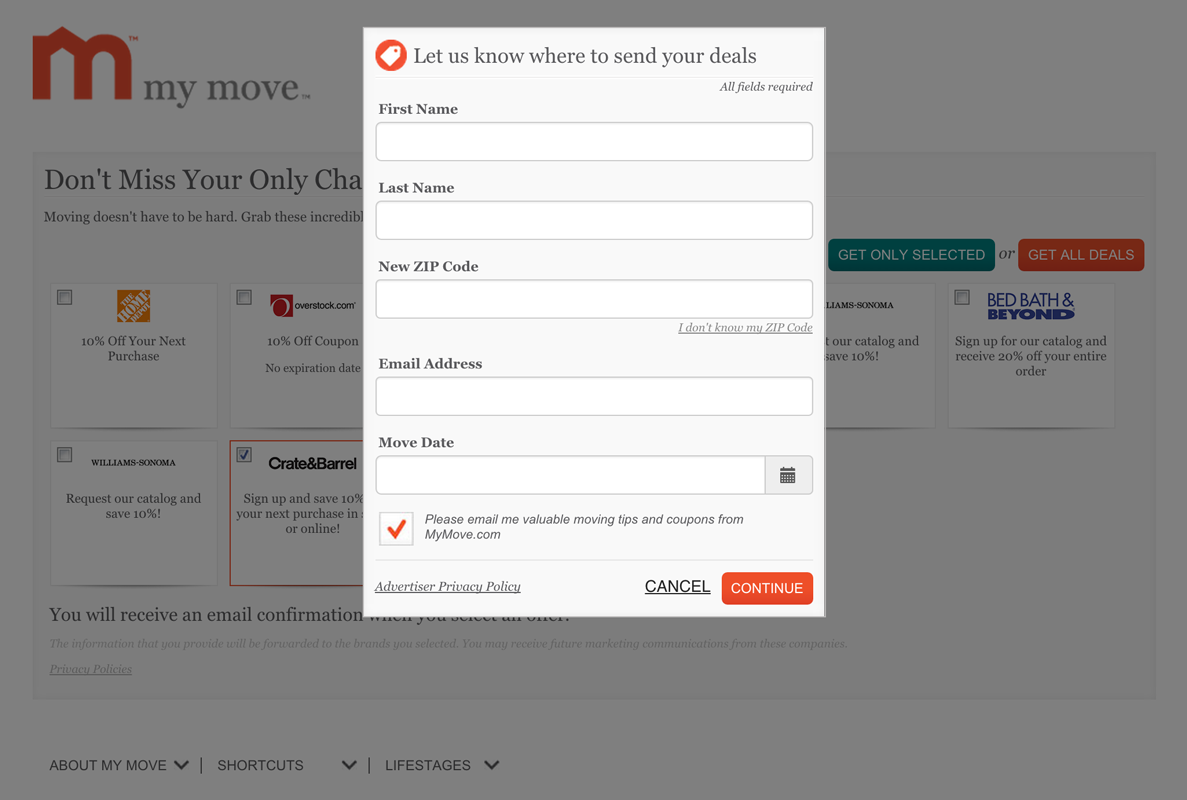 m™
my move™
Let us know where to send your deals
All fields required
First Name
Last Name
New ZIP Code
I don't know my ZIP Code
Email Address
Move Date
Please email me valuable moving tips and coupons from
MyMove.com
Advertiser Privacy Policy
CANCEL
CONTINUE
Don't Miss Your Only Cha
Moving doesn't have to be hard. Grab these incredibl
GET ONLY SELECTED or GET ALL DEALS
THE HOME DEPOT
10% Off Your Next
Purchase
overstock.com
10% Off Coupon
No expiration date
LIAMS-SONOMA
our catalog and
save 10%!
BED BATH &
BEYOND
Sign up for our catalog and
receive 20% off your entire
order
WILLIAMS-SONOMA
Request our catalog and
save 10%!
Crate&Barrel
Sign up and save 10%
your next purchase in
or online!
You will receive an email confirmation when you select an offer.
The information that you provide will be forwarded to the brands you selected. You may receive future marketing communications from these companies.
Privacy Policies
ABOUT MY MOVE | SHORTCUTS | LIFESTAGES